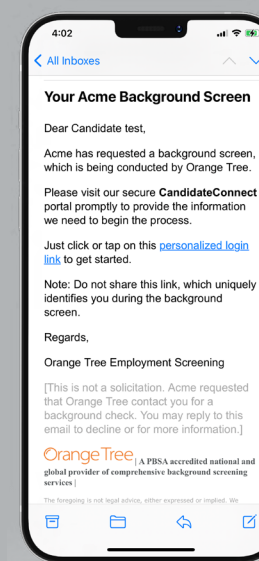 4:02
All Inboxes
Your Acme Background Screen
Dear Candidate test,
Acme has requested a background screen,
which is being conducted by Orange Tree.
Please visit our secure CandidateConnect
portal promptly to provide the information
we need to begin the process.
Just click or tap on this personalized login
link to get started.
Note: Do not share this link, which uniquely
identifies you during the background
screen.
Regards,
Orange Tree Employment Screening
[This is not a solicitation. Acme requested
that Orange Tree contact you for a
background check. You may reply to this
email to decline or for more information.]
OrangeTree | A PBSA accredited national and
global provider of comprehensive background screening
services |
The foregoing is not legal advice, either expressed or implied. We